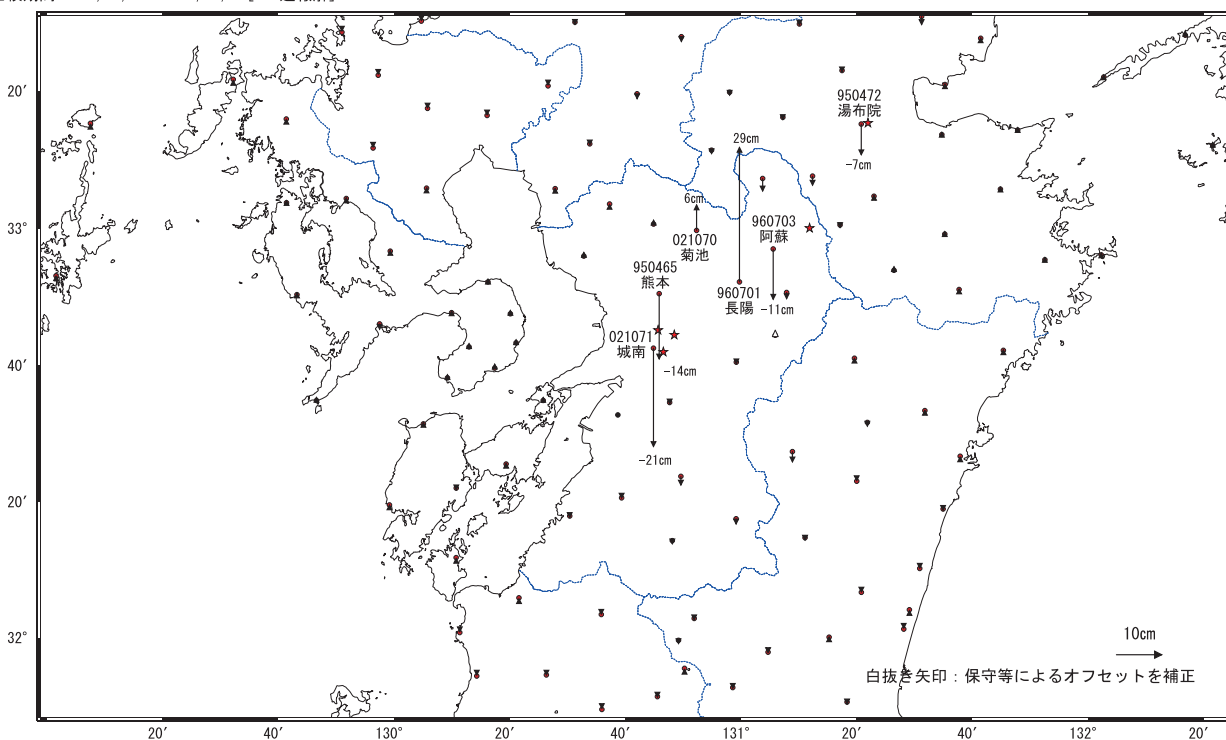 20′
950472
湯布院
29cm
-7cm
6cm
33°
960703
阿蘇
021070
菊池
950465
熊本
960701
長陽
-11cm
021071
城南
40′
-14cm
-21cm
20′
10cm
32°
白抜き矢印：保守等によるオフセットを補正
20′ 40′ 130° 20′ 40′ 131° 20′ 40′ 132° 20′